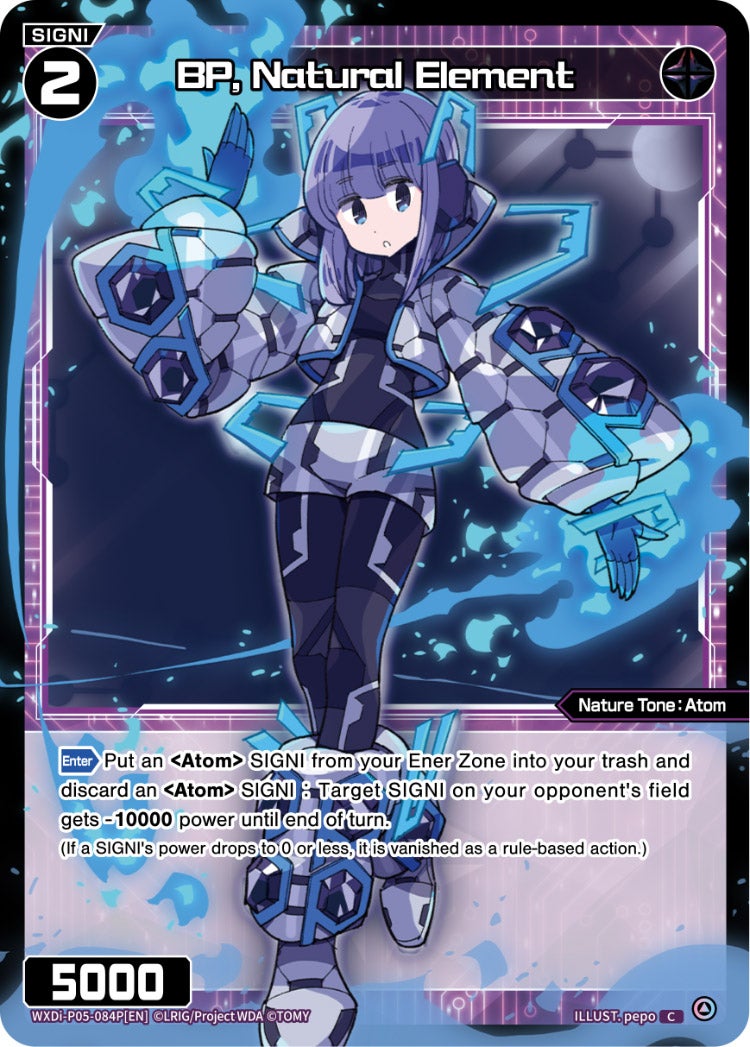 SIGNI
2
BP, Natural Element
Nature Tone : Atom
Enter Put an <Atom> SIGNI from your Ener Zone into your trash and
discard an <Atom> SIGNI : Target SIGNI on your opponent's field
gets -10000 power until end of turn.
(If a SIGNI's power drops to 0 or less, it is vanished as a rule-based action.)
5000
WXDi-P05-084P[EN] ©LRIG/Project WDA ©TOMY
ILLUST. pepo C